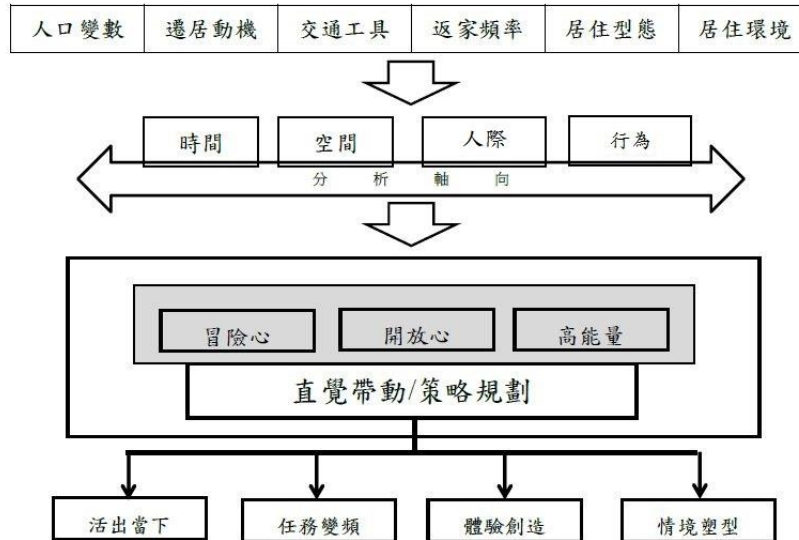 人口變數 遷居動機 交通工具 返家頻率 居住型態 居住環境
時間 空間 人際 行為
分析軸向
冒險心 開放心 高能量
直覺帶動/策略規劃
活出當下 任務變頻 體驗創造 情境塑型